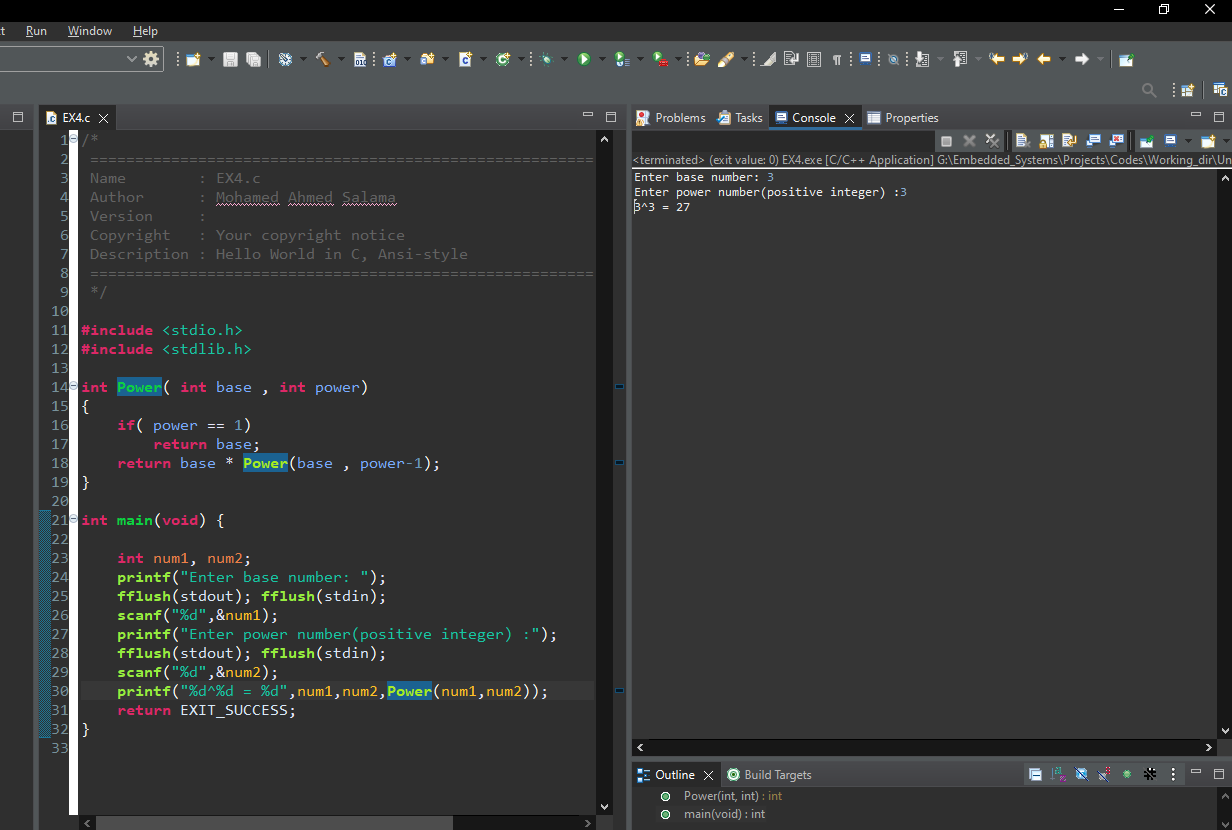 Run Window Help
EX4.c
1 /*
2 ========================================================
3 Name : EX4.c
4 Author : Mohamed Ahmed Salama
5 Version :
6 Copyright : Your copyright notice
7 Description : Hello World in C, Ansi-style
8 ========================================================
9 */
10
11 #include <stdio.h>
12 #include <stdlib.h>
13
14 int Power( int base , int power)
15 {
16 if( power == 1)
17 return base;
18 return base * Power(base , power-1);
19 }
20
21 int main(void) {
22
23 int num1, num2;
24 printf("Enter base number: ");
25 fflush(stdout); fflush(stdin);
26 scanf("%d",&num1);
27 printf("Enter power number(positive integer) :");
28 fflush(stdout); fflush(stdin);
29 scanf("%d",&num2);
30 printf("%d^%d = %d",num1,num2,Power(num1,num2));
31 return EXIT_SUCCESS;
32 }
33
Problems Tasks Console Properties
<terminated> (exit value: 0) EX4.exe [C/C++ Application] G:\Embedded_Systems\Projects\Codes\Working_dir\Un
Enter base number: 3
Enter power number(positive integer) :3
3^3 = 27
Outline Build Targets
Power(int, int) : int
main(void) : int